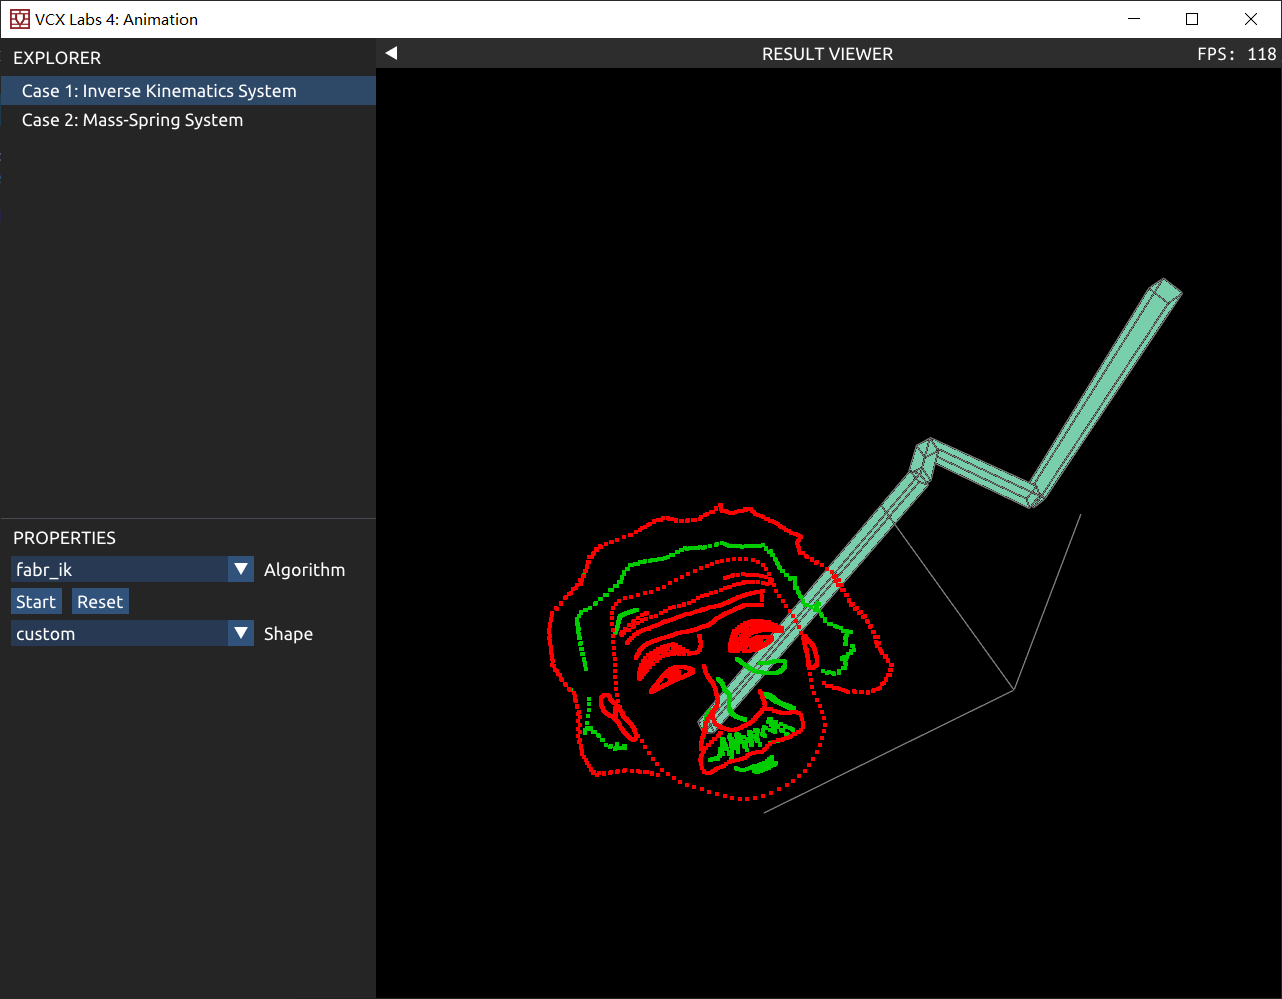 VCX Labs 4: Animation
EXPLORER
Case 1: Inverse Kinematics System
Case 2: Mass-Spring System
RESULT VIEWER
FPS: 118
PROPERTIES
fabr_ik
Algorithm
Start
Reset
custom
Shape